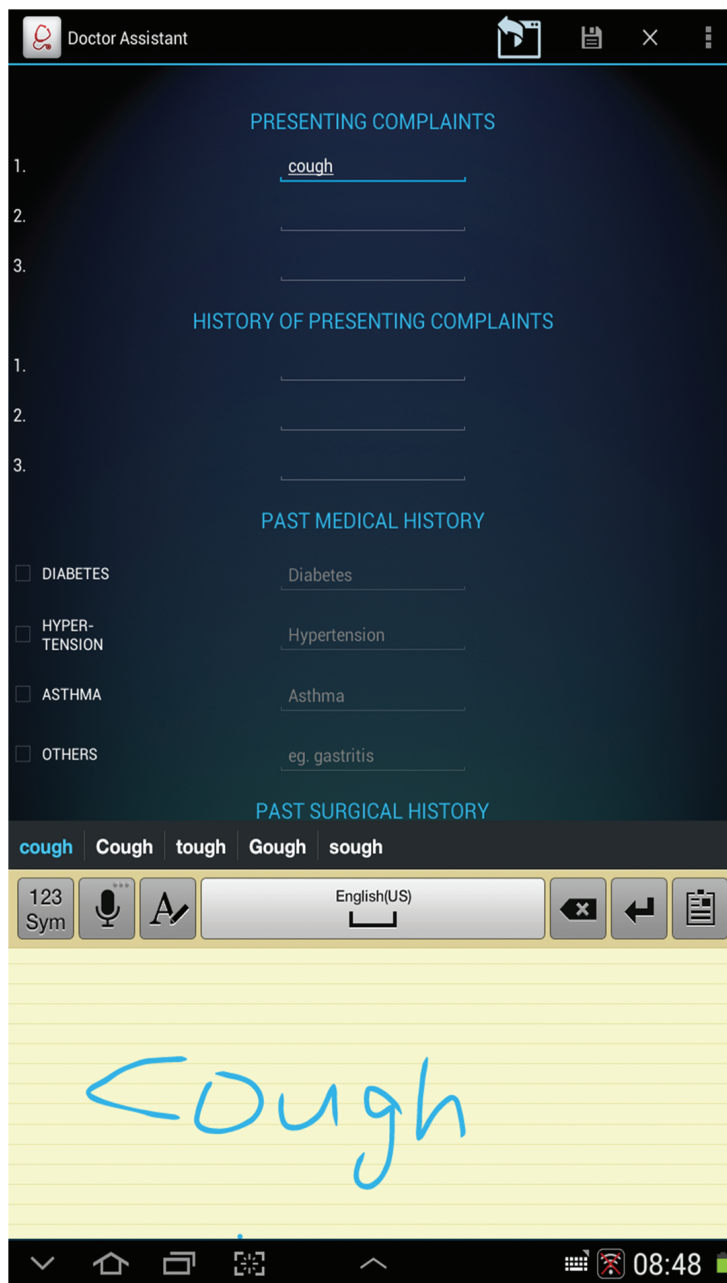 Doctor Assistant
PRESENTING COMPLAINTS
1. cough
2.
3.
HISTORY OF PRESENTING COMPLAINTS
1.
2.
3.
PAST MEDICAL HISTORY
DIABETES Diabetes
HYPER-
TENSION Hypertension
ASTHMA Asthma
OTHERS eg. gastritis
PAST SURGICAL HISTORY
cough Cough tough Gough sough
123
Sym English(US)
cough
08:48